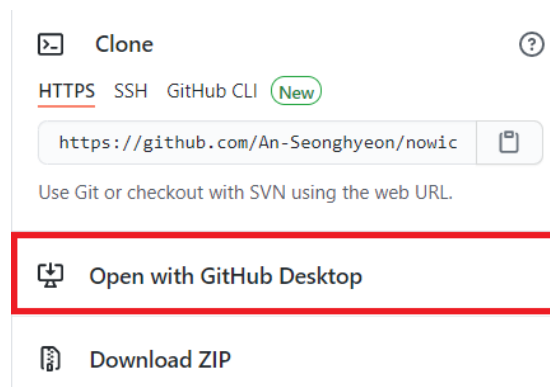 Clone
HTTPS SSH GitHub CLI New
https://github.com/An-Seonghyeon/nowic
Use Git or checkout with SVN using the web URL.
Open with GitHub Desktop
Download ZIP